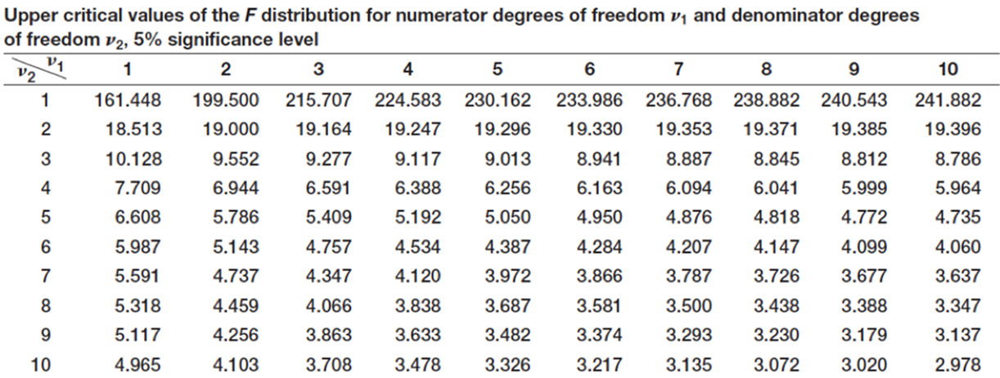 Upper critical values of the F distribution for numerator degrees of freedom ν1 and denominator degrees
of freedom ν2, 5% significance level
ν2 ν1 1 2 3 4 5 6 7 8 9 10
1 161.448 199.500 215.707 224.583 230.162 233.986 236.768 238.882 240.543 241.882
2 18.513 19.000 19.164 19.247 19.296 19.330 19.353 19.371 19.385 19.396
3 10.128 9.552 9.277 9.117 9.013 8.941 8.887 8.845 8.812 8.786
4 7.709 6.944 6.591 6.388 6.256 6.163 6.094 6.041 5.999 5.964
5 6.608 5.786 5.409 5.192 5.050 4.950 4.876 4.818 4.772 4.735
6 5.987 5.143 4.757 4.534 4.387 4.284 4.207 4.147 4.099 4.060
7 5.591 4.737 4.347 4.120 3.972 3.866 3.787 3.726 3.677 3.637
8 5.318 4.459 4.066 3.838 3.687 3.581 3.500 3.438 3.388 3.347
9 5.117 4.256 3.863 3.633 3.482 3.374 3.293 3.230 3.179 3.137
10 4.965 4.103 3.708 3.478 3.326 3.217 3.135 3.072 3.020 2.978